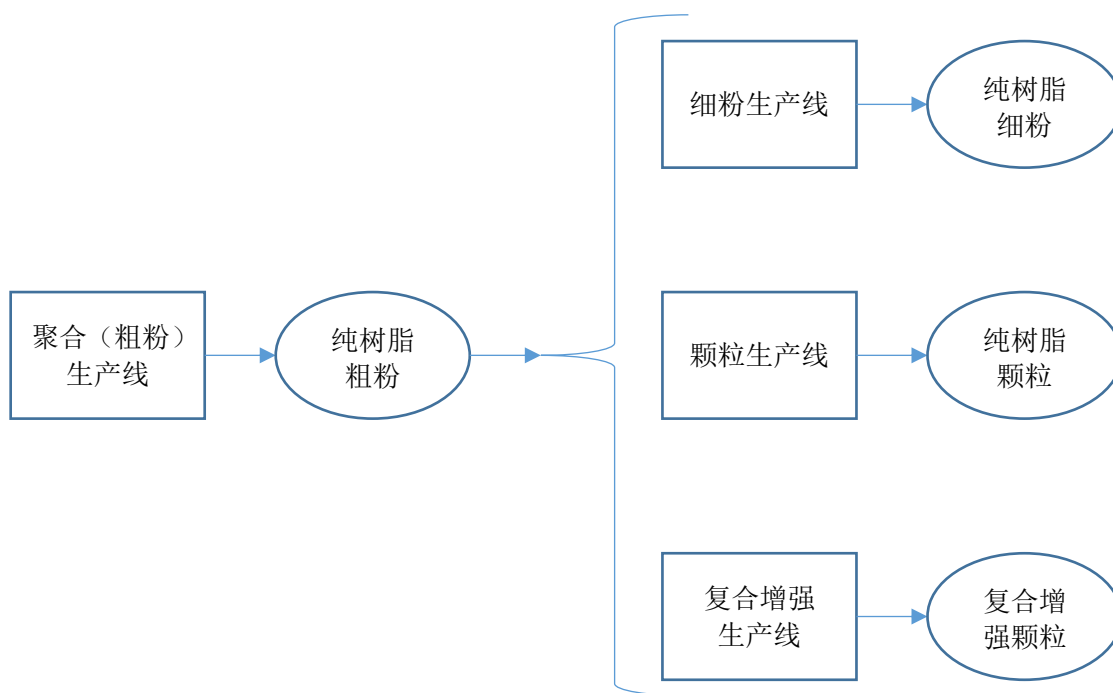 细粉生产线
纯树脂
细粉
聚合（粗粉）
生产线
纯树脂
粗粉
颗粒生产线
纯树脂
颗粒
复合增强
生产线
复合增
强颗粒